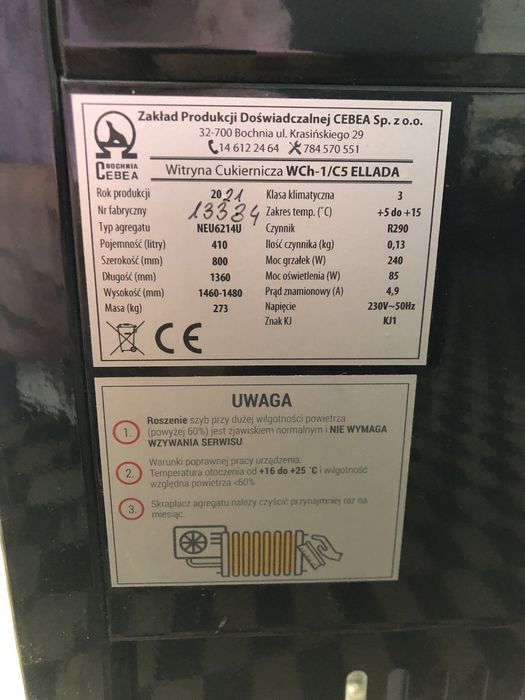 Zakład Produkcji Doświadczalnej CEBEA Sp. z o.o.
32-700 Bochnia ul. Krasińskiego 29
14 612 24 64 784 570 551
BOCHNIA
CEBEA
Witryna Cukiernicza WCh-1/C5 ELLADA
Rok produkcji 2021 Klasa klimatyczna 3
Nr fabryczny 13334 Zakres temp. (°C) +5 do +15
Typ agregatu NEU6214U Czynnik R290
Pojemność (litry) 410 Ilość czynnika (kg) 0,13
Szerokość (mm) 800 Moc grzałek (W) 240
Długość (mm) 1360 Moc oświetlenia (W) 85
Wysokość (mm) 1460-1480 Prąd znamionowy (A) 4,9
Masa (kg) 273 Napięcie 230V~50Hz
Znak KJ KJ1
CE
UWAGA
1. Roszenie szyb przy dużej wilgotności powietrza
(powyżej 60%) jest zjawiskiem normalnym i NIE WYMAGA
WZYWANIA SERWISU
2. Warunki poprawnej pracy urządzenia:
Temperatura otoczenia od +16 do +25 °C i wilgotność
względna powietrza <60%
3. Skraplacz agregatu należy czyścić przynajmniej raz na
miesiąc.